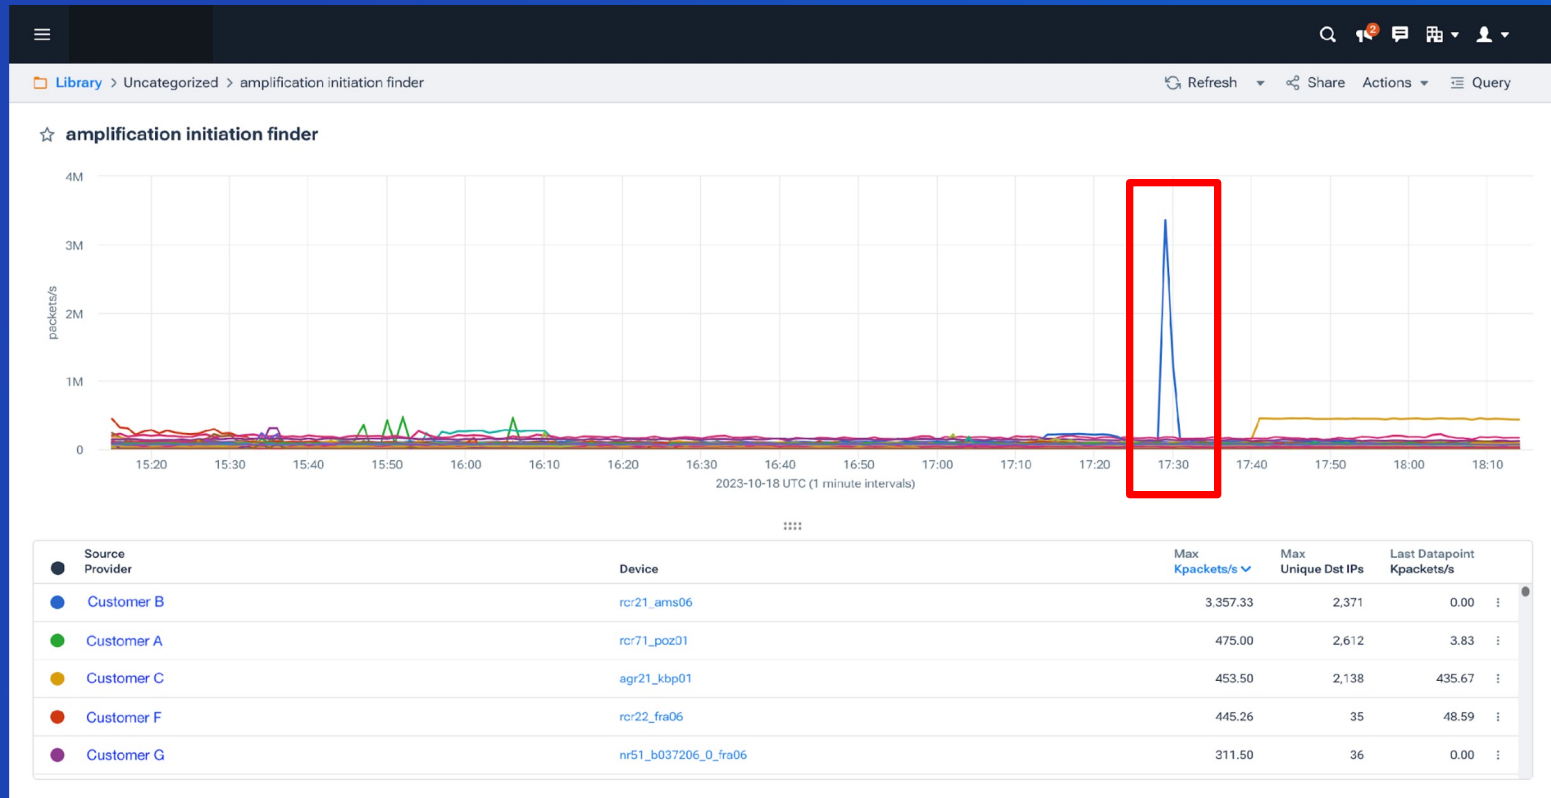 2
Library > Uncategorized > amplification initiation finder
Refresh Share Actions Query
amplification initiation finder
4M
3M
2M
1M
0
packets/s
15:20 15:30 15:40 15:50 16:00 16:10 16:20 16:30 16:40 16:50 17:00 17:10 17:20 17:30 17:40 17:50 18:00 18:10
2023-10-18 UTC (1 minute intervals)
Source Max Max Last Datapoint
Provider Device Kpackets/s Unique Dst IPs Kpackets/s
Customer B rcr21_ams06 3,357.33 2,371 0.00
Customer A rcr71_poz01 475.00 2,612 3.83
Customer C agr21_kbp01 453.50 2,138 435.67
Customer F rcr22_fra06 445.26 35 48.59
Customer G nr51_b037206_0_fra06 311.50 36 0.00